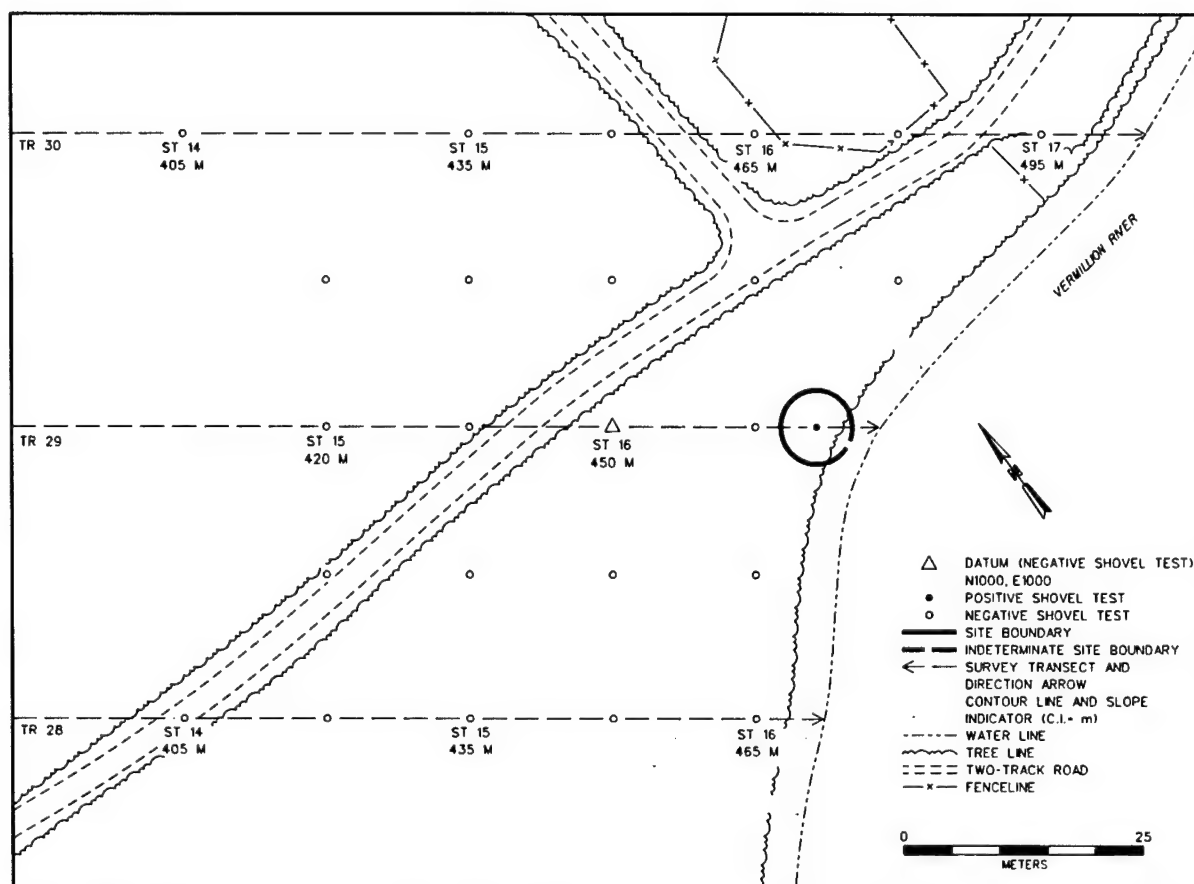 TR 30
ST 14
405 M
ST 15
435 M
ST 16
465 M
ST 17
495 M
VERMILLION RIVER
TR 29
ST 15
420 M
ST 16
450 M
N
DATUM (NEGATIVE SHOVEL TEST)
N1000, E1000
POSITIVE SHOVEL TEST
NEGATIVE SHOVEL TEST
SITE BOUNDARY
INDETERMINATE SITE BOUNDARY
SURVEY TRANSECT AND
DIRECTION ARROW
CONTOUR LINE AND SLOPE
INDICATOR (C.I.- m)
WATER LINE
TREE LINE
TWO-TRACK ROAD
FENCELINE
TR 28
ST 14
405 M
ST 15
435 M
ST 16
465 M
0 25
METERS